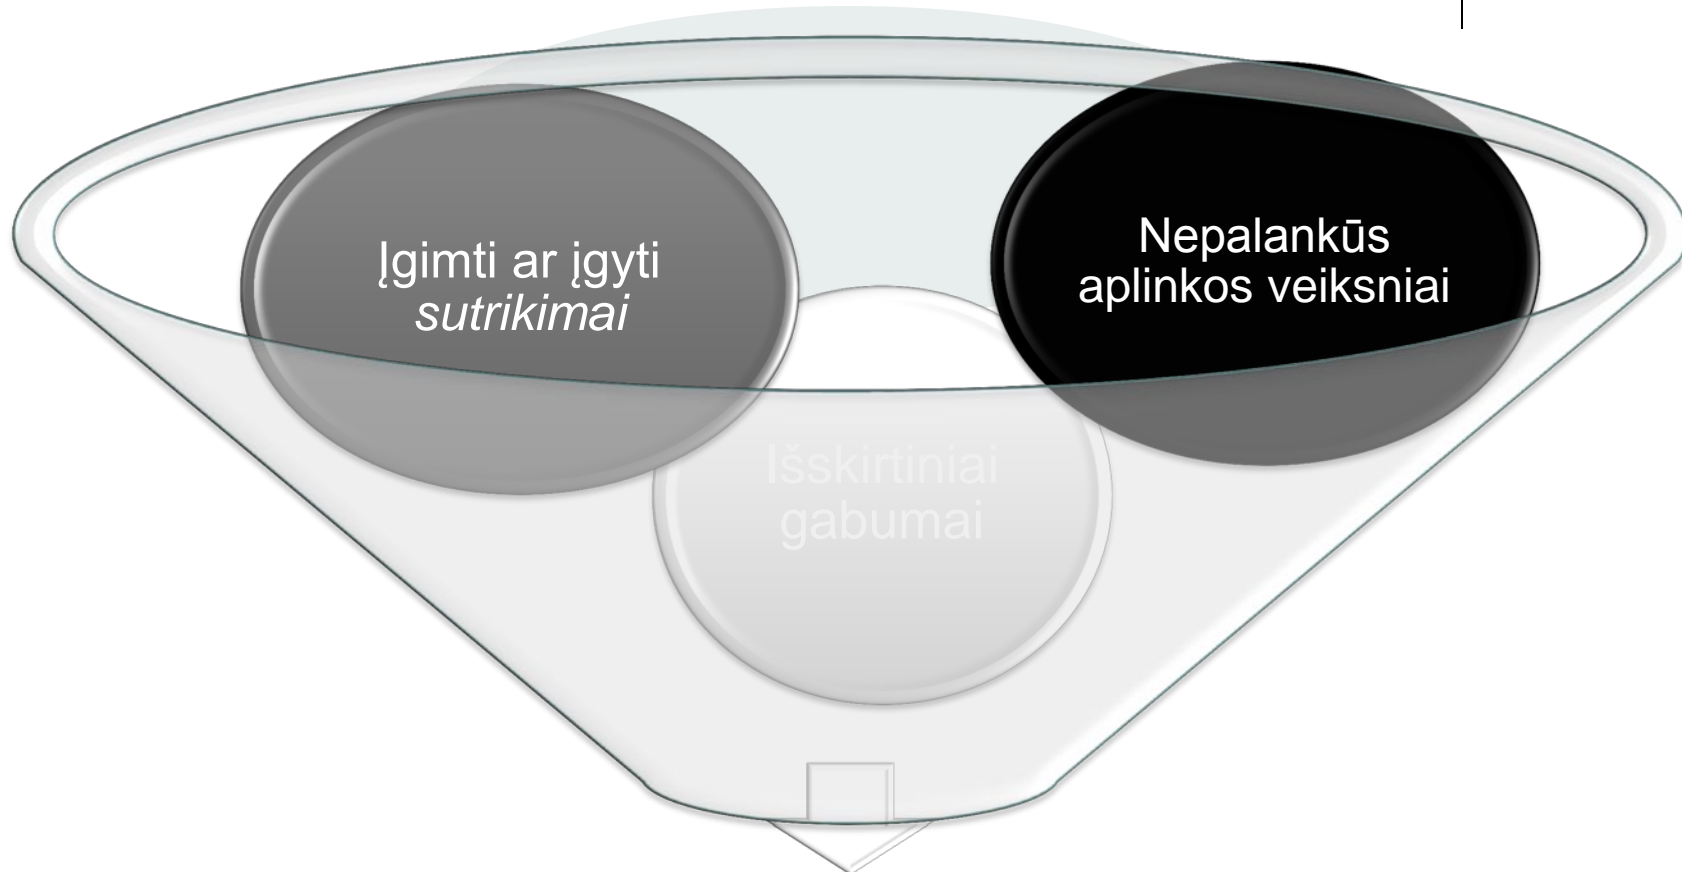 Įgimti ar įgyti
sutrikimai
Nepalankūs
aplinkos veiksniai
Išskirtiniai
gabumai